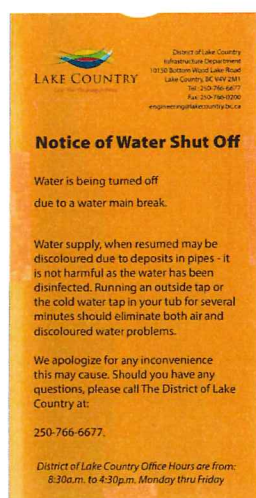 LAKE COUNTRY
District of Lake Country
Infrastructure Department
10150 Bottom Wood Lake Road
Lake Country, BC V4V 2M1
Tel: 250-766-6677
Fax: 250-766-0200
engineering@lakecountry.bc.ca
Notice of Water Shut Off
Water is being turned off
due to a water main break.
Water supply, when resumed may be
discoloured due to deposits in pipes - it
is not harmful as the water has been
disinfected. Running an outside tap or
the cold water tap in your tub for several
minutes should eliminate both air and
discoloured water problems.
We apologize for any inconvenience
this may cause. Should you have any
questions, please call The District of Lake
Country at:
250-766-6677.
District of Lake Country Office Hours are from:
8:30a.m. to 4:30p.m. Monday thru Friday